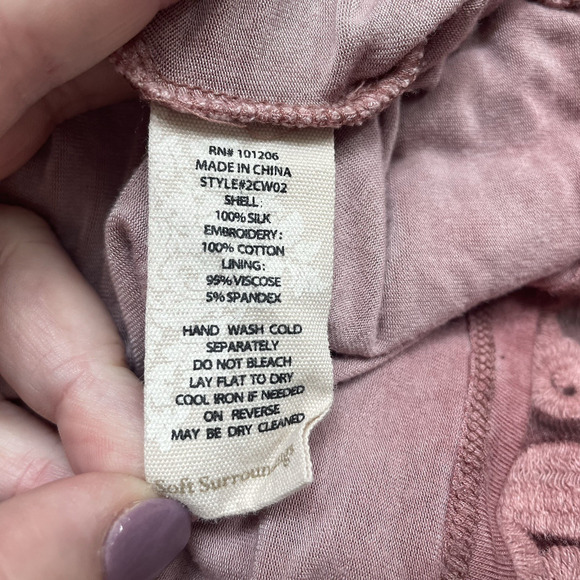 RN# 101206
MADE IN CHINA
STYLE#2CW02
SHELL:
100% SILK
EMBROIDERY:
100% COTTON
LINING:
95% VISCOSE
5% SPANDEX
HAND WASH COLD
SEPARATELY
DO NOT BLEACH
LAY FLAT TO DRY
COOL IRON IF NEEDED
ON REVERSE
MAY BE DRY CLEANED
Soft Surroundings